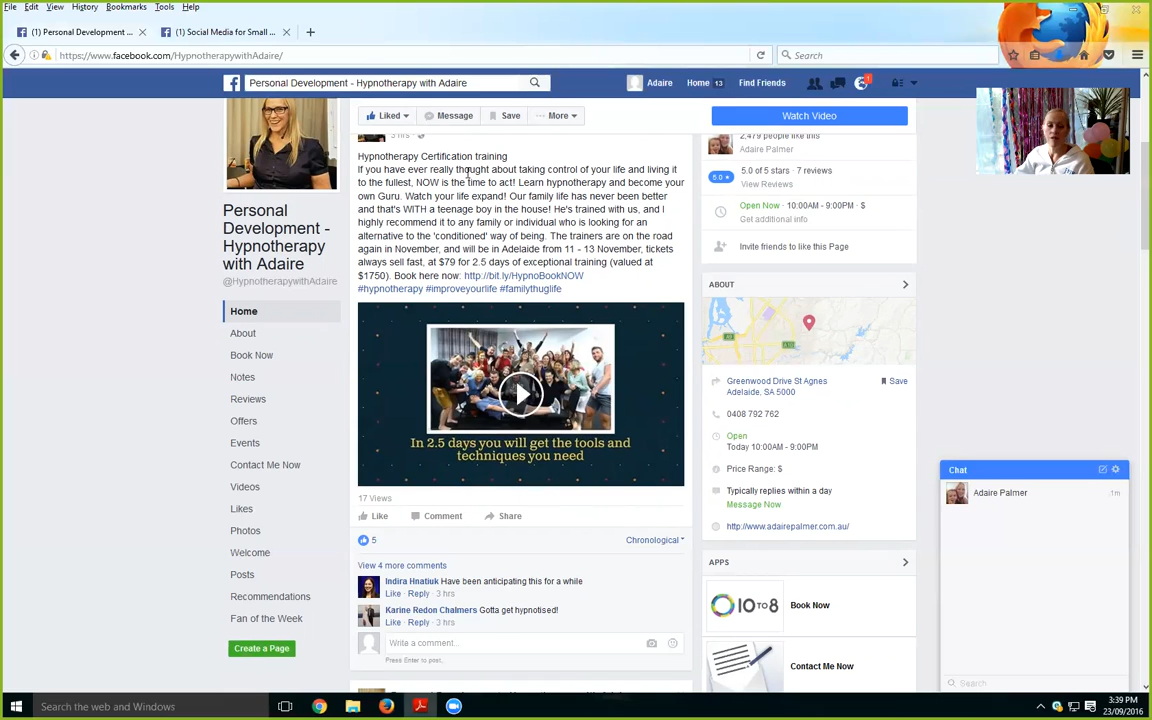 File Edit View History Bookmarks Tools Help
(1) Personal Development ...
(1) Social Media for Small ...
https://www.facebook.com/HypnotherapywithAdaire/
Search
Personal Development - Hypnotherapy with Adaire
Adaire
Home 13
Find Friends
1
Liked
Message
Save
More
Watch Video
3 hrs
Hypnotherapy Certification training
If you have ever really thought about taking control of your life and living it
to the fullest, NOW is the time to act! Learn hypnotherapy and become your
own Guru. Watch your life expand! Our family life has never been better
and that's WITH a teenage boy in the house! He's trained with us, and I
highly recommend it to any family or individual who is looking for an
alternative to the 'conditioned' way of being. The trainers are on the road
again in November, and will be in Adelaide from 11 - 13 November, tickets
always sell fast, at $79 for 2.5 days of exceptional training (valued at
$1750). Book here now: http://bit.ly/HypnoBookNOW
#hypnotherapy #improveyourlife #familythuglife
In 2.5 days you will get the tools and
techniques you need
17 Views
Like Comment Share
5
Chronological
View 4 more comments
Indira Hnatiuk Have been anticipating this for a while
Like · Reply · 3 hrs
Karine Redon Chalmers Gotta get hypnotised!
Like · Reply · 3 hrs
Write a comment...
Press Enter to post.
Personal
Development -
Hypnotherapy
with Adaire
@HypnotherapywithAdaire
Home
About
Book Now
Notes
Reviews
Offers
Events
Contact Me Now
Videos
Likes
Photos
Welcome
Posts
Recommendations
Fan of the Week
Create a Page
2,479 people like this
Adaire Palmer
5.0
5.0 of 5 stars · 7 reviews
View Reviews
Open Now · 10:00AM - 9:00PM · $
Get additional info
Invite friends to like this Page
ABOUT
Greenwood Drive St Agnes
Adelaide, SA 5000
Save
0408 792 762
Open
Today 10:00AM - 9:00PM
Price Range: $
Typically replies within a day
Message Now
http://www.adairepalmer.com.au/
APPS
10TO8
Book Now
Contact Me Now
Chat
Adaire Palmer
1m
Search
Search the web and Windows
3:39 PM
23/09/2016